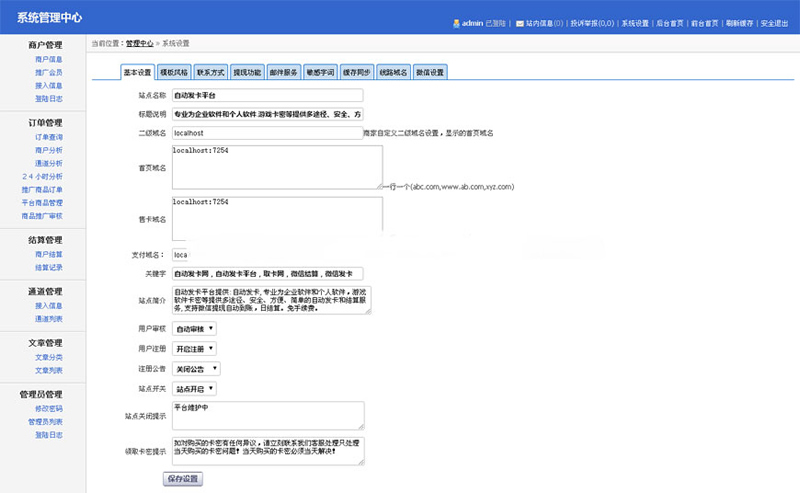 系统管理中心
admin 已登陆 | 站内信息(0) | 投诉举报(0,0) | 系统设置 | 后台首页 | 前台首页 | 刷新缓存 | 安全退出
当前位置：管理中心 » 系统设置
商户管理
商户信息
推广会员
接入信息
登陆日志
订单管理
订单查询
商户分析
通道分析
24小时分析
推广商品订单
平台商品管理
商品推广审核
结算管理
商户结算
结算记录
通道管理
接入信息
通道列表
文章管理
文章分类
文章列表
管理员管理
修改密码
管理员列表
登陆日志
基本设置 模板风格 联系方式 提现功能 邮件服务 敏感字词 缓存同步 线路域名 微信设置
站点名称 自动发卡平台
标题说明 专业为企业软件和个人软件.游戏卡密等提供多途径、安全、方
二级域名 localhost 商家自定义二级域名设置，显示的首页域名
首页域名 localhost:7254
一行一个(abc.com,www.ab.com,xyz.com)
售卡域名 localhost:7254
支付域名： loca
关键字 自动发卡网，自动发卡平台，取卡网，微信结算，微信发卡
站点简介 自动发卡平台提供: 自动发卡, 专业为企业软件和个人软件。游戏
软件卡密等提供多途径、安全、方便、简单的自动发卡和结算服
务, 支持微信提现自动到账，日结算。免手续费。
用户审核 自动审核
用户注册 开启注册
注册公告 关闭公告
站点开关 站点开启
站点关闭提示 平台维护中
领取卡密提示 如对购买的卡密有任何异议，请立刻联系我们客服处理只处理
当天购买的卡密问题！当天购买的卡密必须当天解决！
保存设置